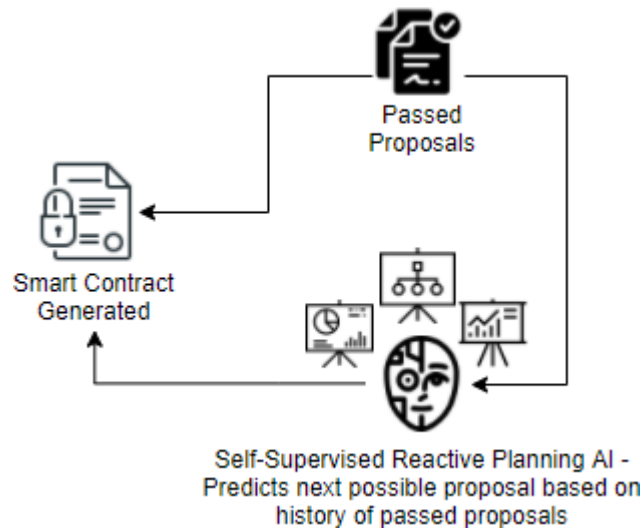 Passed
Proposals
Smart Contract
Generated
Self-Supervised Reactive Planning AI -
Predicts next possible proposal based on
history of passed proposals